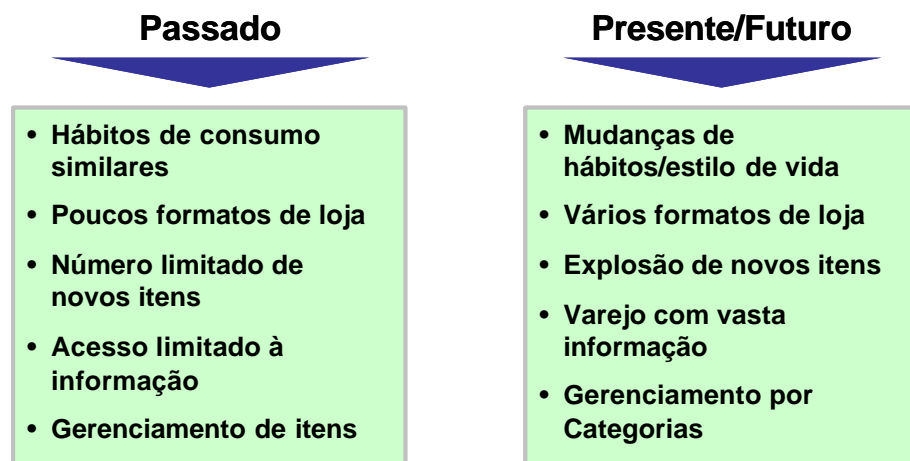 Passado
• Hábitos de consumo
similares
• Poucos formatos de loja
• Número limitado de
novos itens
• Acesso limitado à
informação
• Gerenciamento de itens
Presente/Futuro
• Mudanças de
hábitos/estilo de vida
• Vários formatos de loja
• Explosão de novos itens
• Varejo com vasta
informação
• Gerenciamento por
Categorias